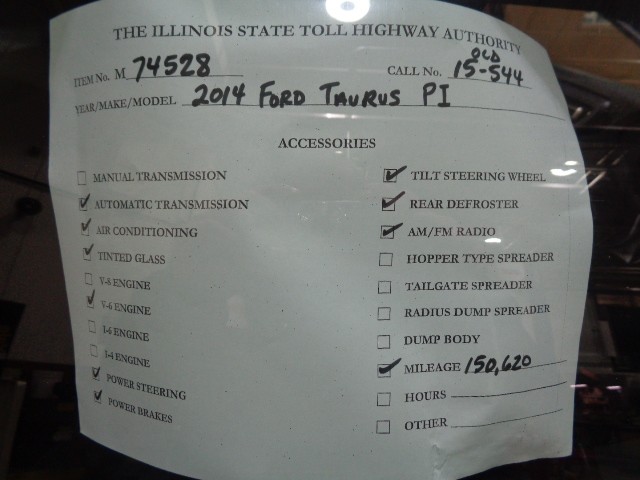 THE ILLINOIS STATE TOLL HIGHWAY AUTHORITY
ITEM No. M 74528
OLD
CALL No. 15-544
YEAR/MAKE/MODEL 2014 FORD TAURUS PI
ACCESSORIES
MANUAL TRANSMISSION
AUTOMATIC TRANSMISSION
AIR CONDITIONING
TINTED GLASS
V-8 ENGINE
V-6 ENGINE
I-6 ENGINE
I-4 ENGINE
POWER STEERING
POWER BRAKES
TILT STEERING WHEEL
REAR DEFROSTER
AM/FM RADIO
HOPPER TYPE SPREADER
TAILGATE SPREADER
RADIUS DUMP SPREADER
DUMP BODY
MILEAGE 150,620
HOURS
OTHER